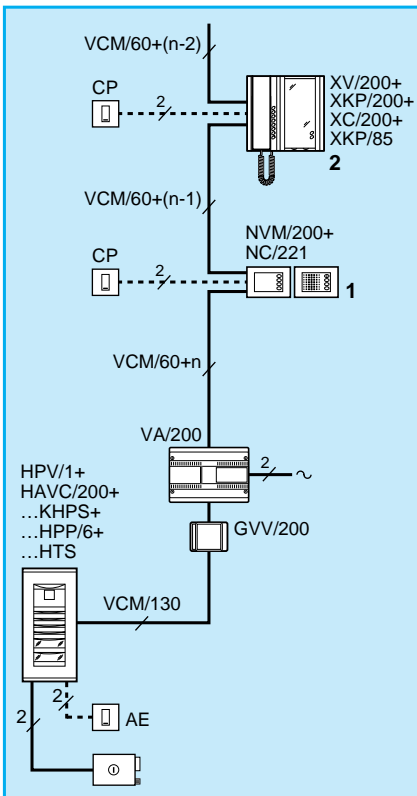 VCM/60+(n-2)
CP
2
XV/200+
XKP/200+
XC/200+
XKP/85
2
VCM/60+(n-1)
NVM/200+
NC/221
CP
2
1
VCM/60+n
VA/200
2
HPV/1+
HAVC/200+
…KHPS+
…HPP/6+
…HTS
GVV/200
VCM/130
2
2
AE